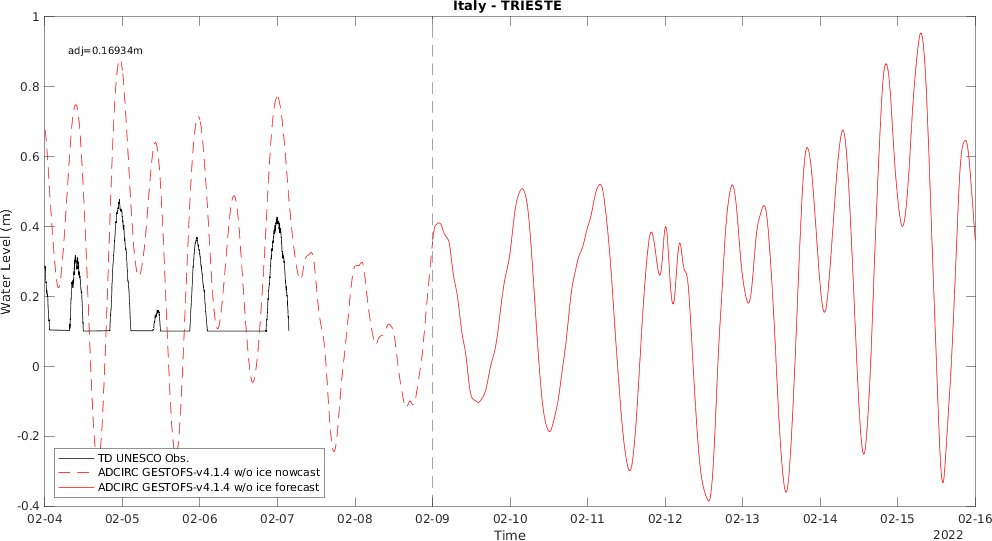 Italy - TRIESTE
adj=0.16934m
Water Level (m)
1
0.8
0.6
0.4
0.2
0
-0.2
-0.4
TD UNESCO Obs.
ADCIRC GESTOFS-v4.1.4 w/o ice nowcast
ADCIRC GESTOFS-v4.1.4 w/o ice forecast
02-04 02-05 02-06 02-07 02-08 02-09 02-10 02-11 02-12 02-13 02-14 02-15 02-16
Time
2022